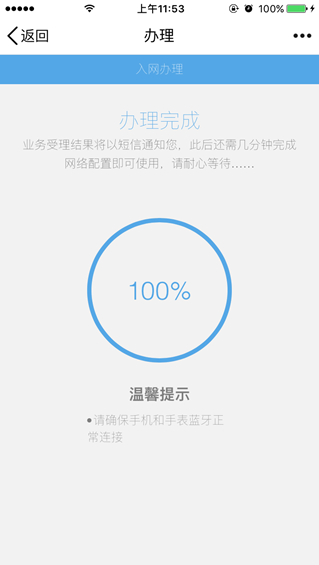 上午11:53
100%
返回
办理
入网办理
办理完成
业务受理结果将以短信通知您，此后还需几分钟完成
网络配置即可使用，请耐心等待……
100%
温馨提示
●请确保手机和手表蓝牙正
常连接